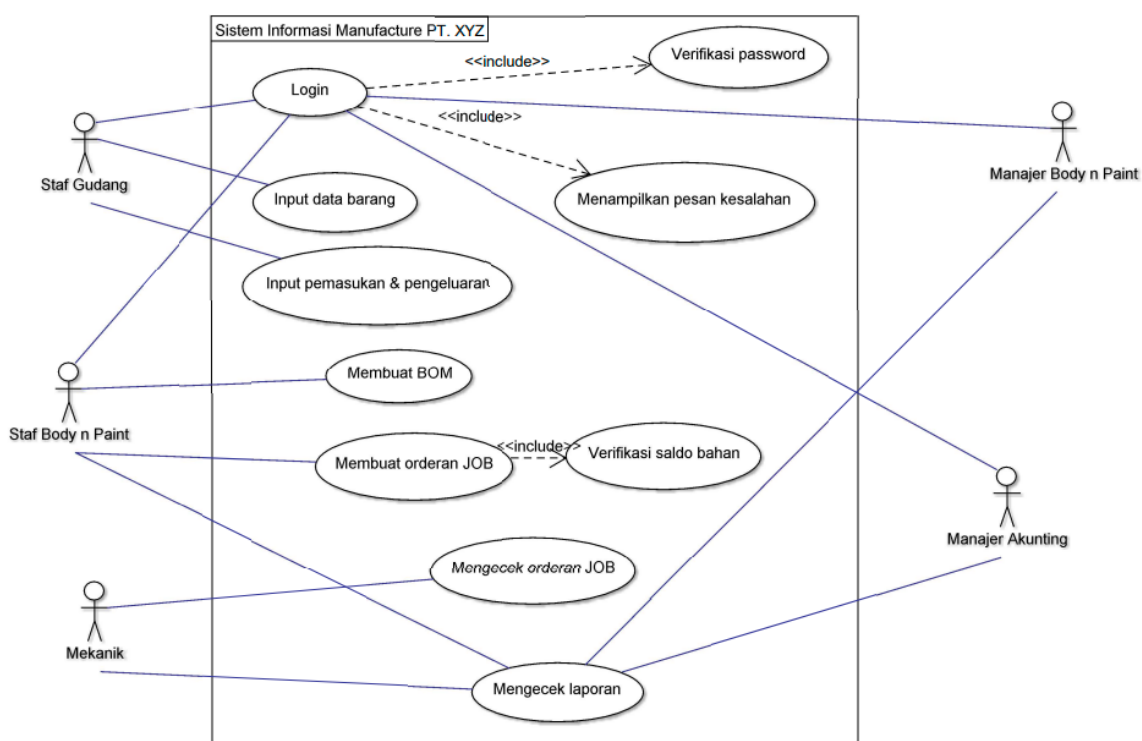 Sistem Informasi Manufacture PT. XYZ
<<include>>
Verifikasi password
Login
<<include>>
Staf Gudang
Manajer Body n Paint
Input data barang
Menampilkan pesan kesalahan
Input pemasukan & pengeluaran
Membuat BOM
Staf Body n Paint
<<include>>
Membuat orderan JOB
Verifikasi saldo bahan
Manajer Akunting
Mengecek orderan JOB
Mekanik
Mengecek laporan